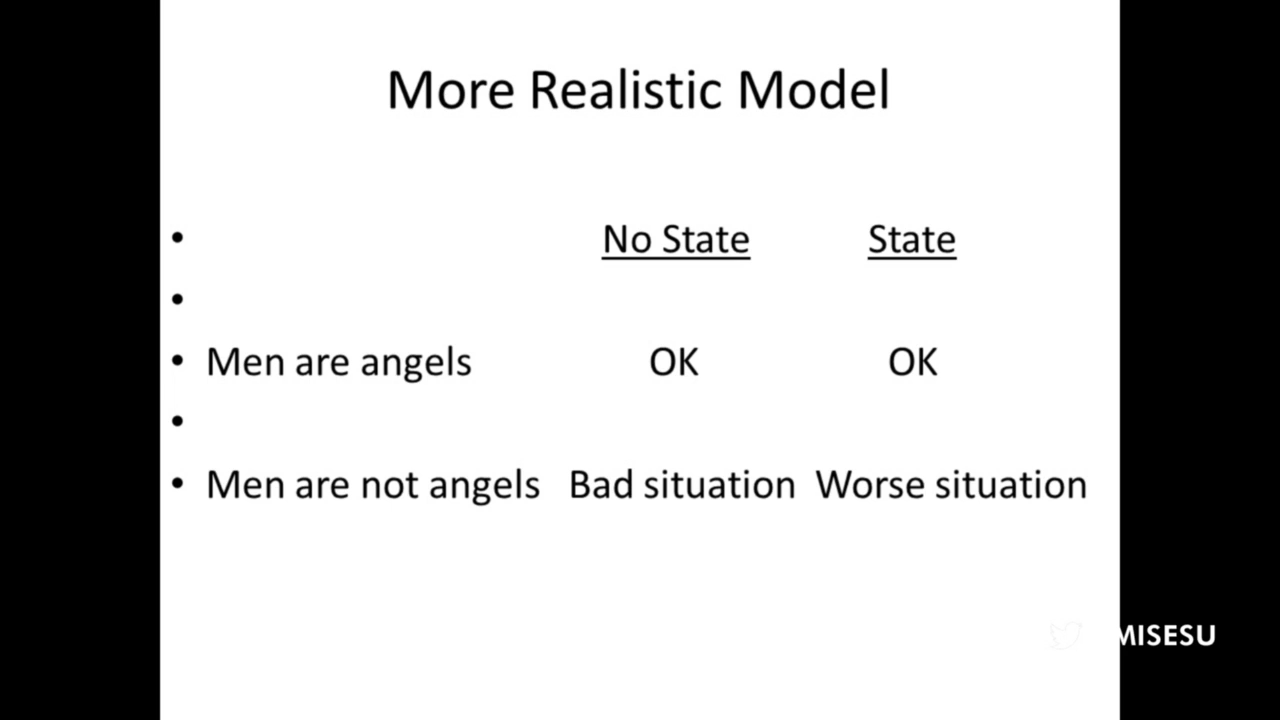 More Realistic Model
• No State State
•
• Men are angels OK OK
•
• Men are not angels Bad situation Worse situation
MISESU